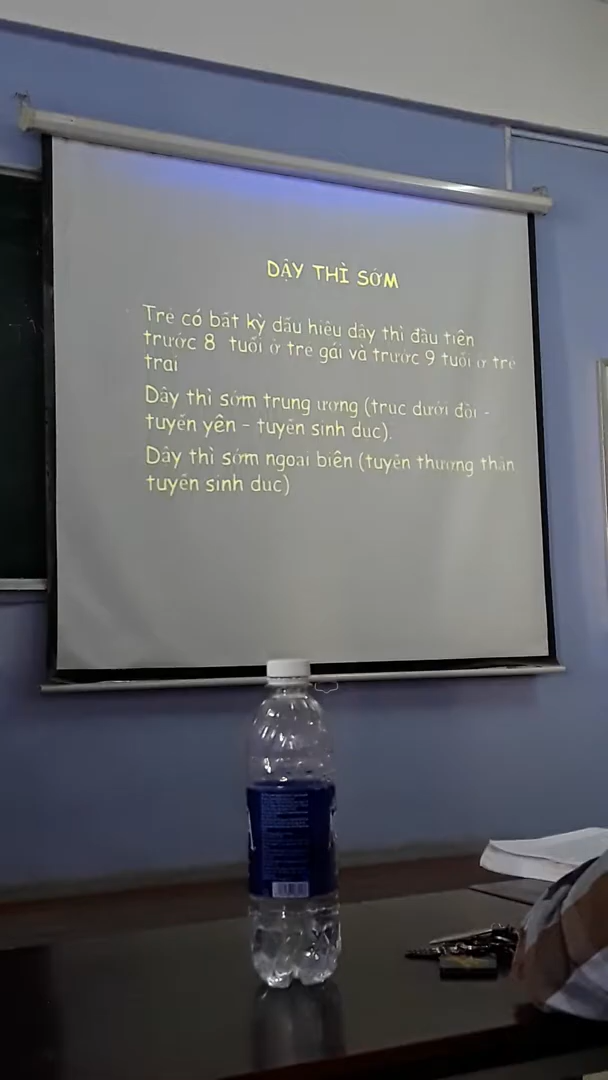 DẬY THÌ SỚM
Trẻ có bất kỳ dấu hiệu dậy thì đầu tiên
trước 8 tuổi ở trẻ gái và trước 9 tuổi ở trẻ
trai
Dậy thì sớm trung ương (trục dưới đồi -
tuyến yên - tuyến sinh dục).
Dậy thì sớm ngoại biên (tuyến thượng thận
tuyến sinh dục)